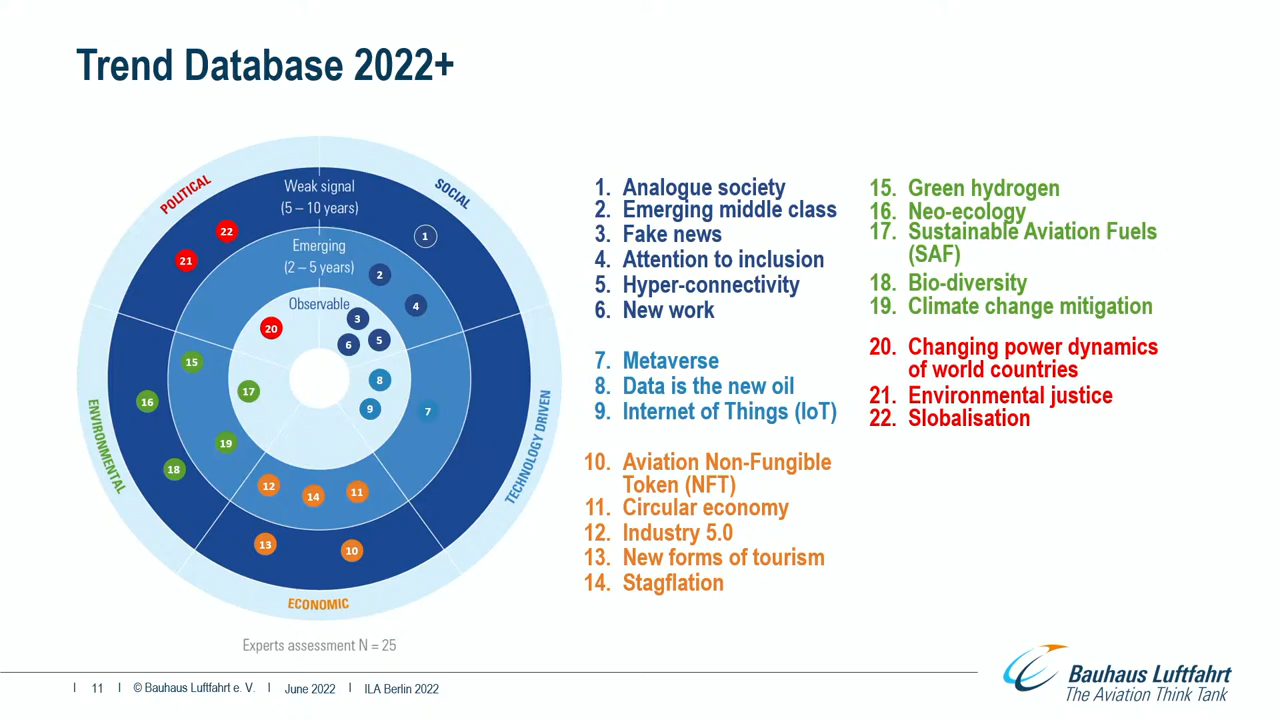 Trend Database 2022+
POLITICAL
SOCIAL
TECHNOLOGY DRIVEN
ECONOMIC
ENVIRONMENTAL
Weak signal
(5 – 10 years)
Emerging
(2 – 5 years)
Observable
22
21
1
2
4
3
20
5
6
15
8
17
16
9
7
19
18
12
14
11
13
10
Experts assessment N = 25
1. Analogue society
2. Emerging middle class
3. Fake news
4. Attention to inclusion
5. Hyper-connectivity
6. New work
7. Metaverse
8. Data is the new oil
9. Internet of Things (IoT)
10. Aviation Non-Fungible
Token (NFT)
11. Circular economy
12. Industry 5.0
13. New forms of tourism
14. Stagflation
15. Green hydrogen
16. Neo-ecology
17. Sustainable Aviation Fuels
(SAF)
18. Bio-diversity
19. Climate change mitigation
20. Changing power dynamics
of world countries
21. Environmental justice
22. Slobalisation
11 © Bauhaus Luftfahrt e. V. June 2022 ILA Berlin 2022
Bauhaus Luftfahrt
The Aviation Think Tank